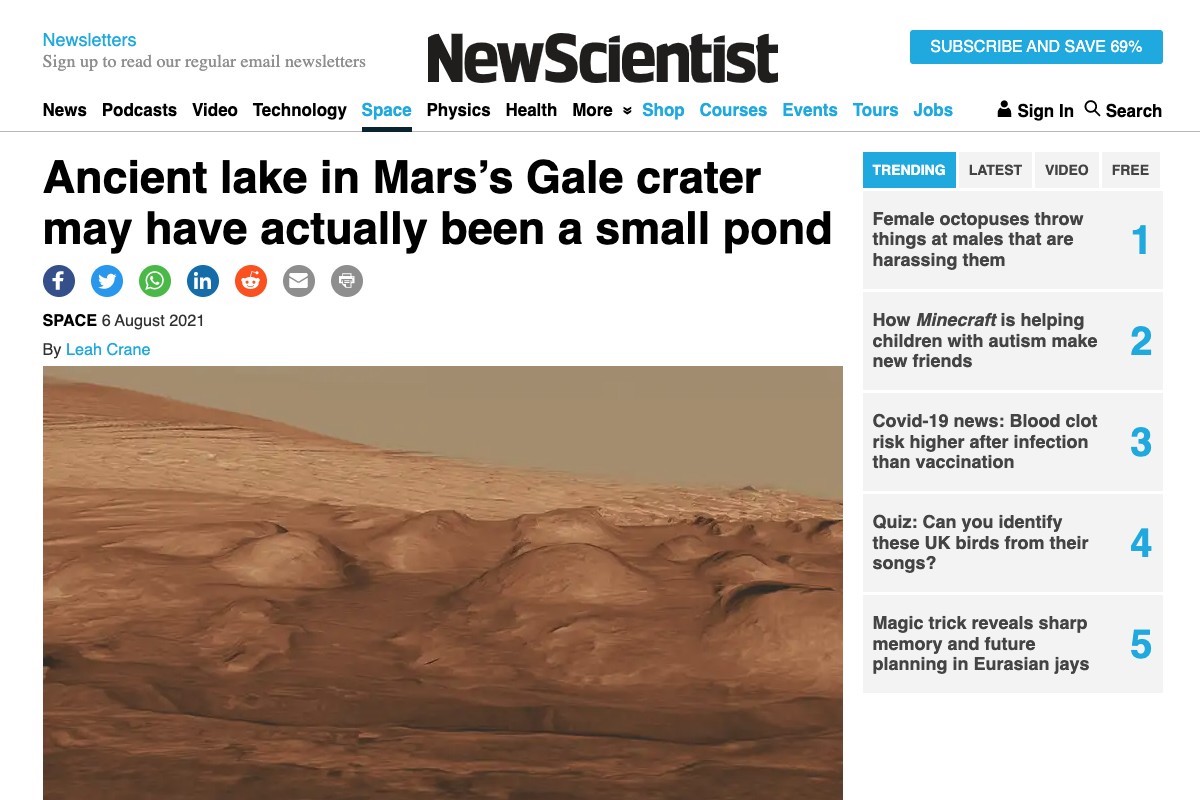 Newsletters
Sign up to read our regular email newsletters
NewScientist
SUBSCRIBE AND SAVE 69%
News Podcasts Video Technology Space Physics Health More Shop Courses Events Tours Jobs Sign In Search
Ancient lake in Mars’s Gale crater
may have actually been a small pond
SPACE 6 August 2021
By Leah Crane
TRENDING LATEST VIDEO FREE
Female octopuses throw
things at males that are
harassing them
1
How Minecraft is helping
children with autism make
new friends
2
Covid-19 news: Blood clot
risk higher after infection
than vaccination
3
Quiz: Can you identify
these UK birds from their
songs?
4
Magic trick reveals sharp
memory and future
planning in Eurasian jays
5